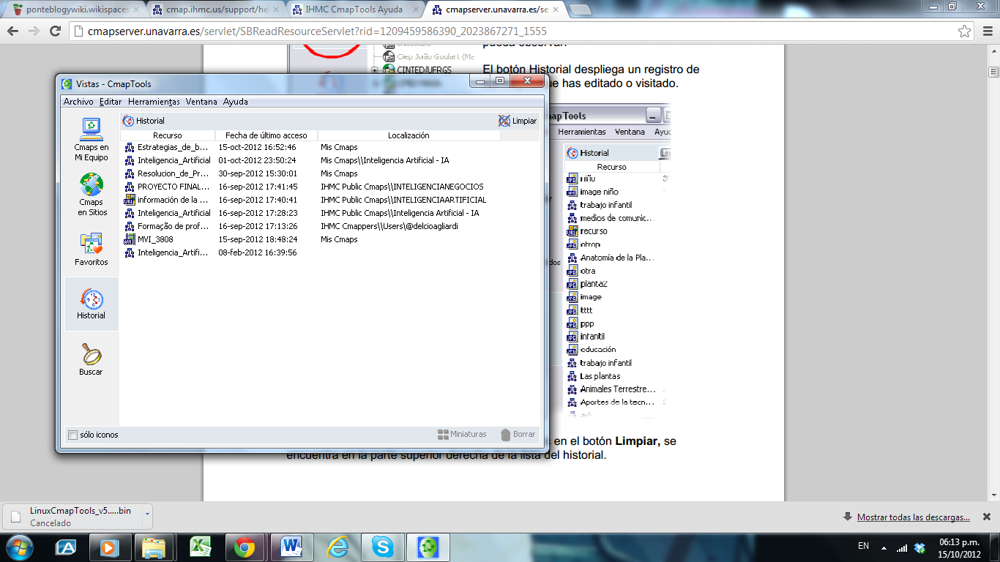 ponteblogywiki.wikispaces
cmap.ihmc.us/support/hel
IHMC CmapTools Ayuda
cmapserver.unavarra.es/se
cmapserver.unavarra.es/servlet/SBReadResourceServlet?rid=1209459586390_2023867271_1555
Ciep João Goulart (Ma
CINTED/UFRGS
El botón Historial despliega un registro de
ue has editado o visitado.
Vistas - CmapTools
Archivo Editar Herramientas Ventana Ayuda
Cmaps en
Mi Equipo
Cmaps
en Sitios
Favoritos
Historial
Buscar
Historial Limpiar
Recurso Fecha de último acceso Localización
Estrategias_de_b... 15-oct-2012 16:52:46 Mis Cmaps
Inteligencia_Artificial 01-oct-2012 23:50:24 Mis Cmaps\\Inteligencia Artificial - IA
Resolucion_de_Pr... 30-sep-2012 15:30:01 Mis Cmaps
PROYECTO FINAL... 16-sep-2012 17:41:45 IHMC Public Cmaps\\INTELIGENCIANEGOCIOS
información de la ... 16-sep-2012 17:40:41 IHMC Public Cmaps\\INTELIGENCIAARTIFICIAL
Inteligencia_Artificial 16-sep-2012 17:28:23 IHMC Public Cmaps\\Inteligencia Artificial - IA
Formação de prof... 16-sep-2012 17:13:26 IHMC Cmappers\\Users\@delcioagliardi
MVI_3808 15-sep-2012 18:48:24 Mis Cmaps
Inteligencia_Artifi... 08-feb-2012 16:39:56
sólo iconos Miniaturas Borrar
mapTools
Herramientas Ventana Ayuc
Historial Lim
Recurso
niñu
image niño
trabajo infantil
medios de comunic...
recurso
otrop
Anatomía de la Pla...
otra
planta2
image
tttt
ppp
infantil
educación
trabajo infantil
Las plantas
Animales Terrestre...
Aportes de la tecn...
en el botón Limpiar, se
encuentra en la parte superior derecha de la lista del historial.
LinuxCmapTools_v5.....bin
Cancelado
Mostrar todas las descargas...
EN
06:13 p.m.
15/10/2012